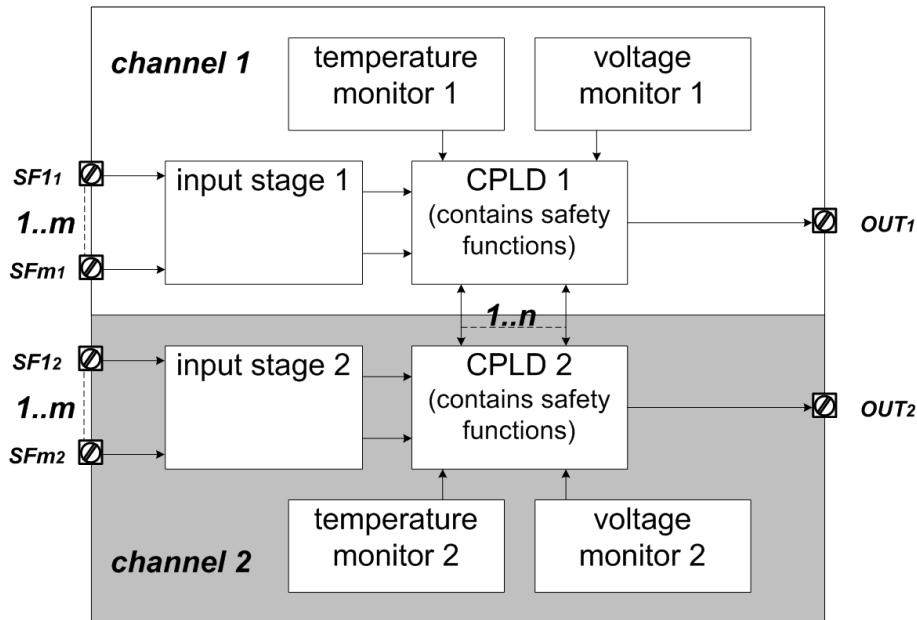 channel 1
temperature
monitor 1
voltage
monitor 1
SF1₁
1..m
SFm₁
input stage 1
CPLD 1
(contains safety
functions)
OUT₁
1..n
SF1₂
1..m
SFm₂
input stage 2
CPLD 2
(contains safety
functions)
OUT₂
temperature
monitor 2
voltage
monitor 2
channel 2